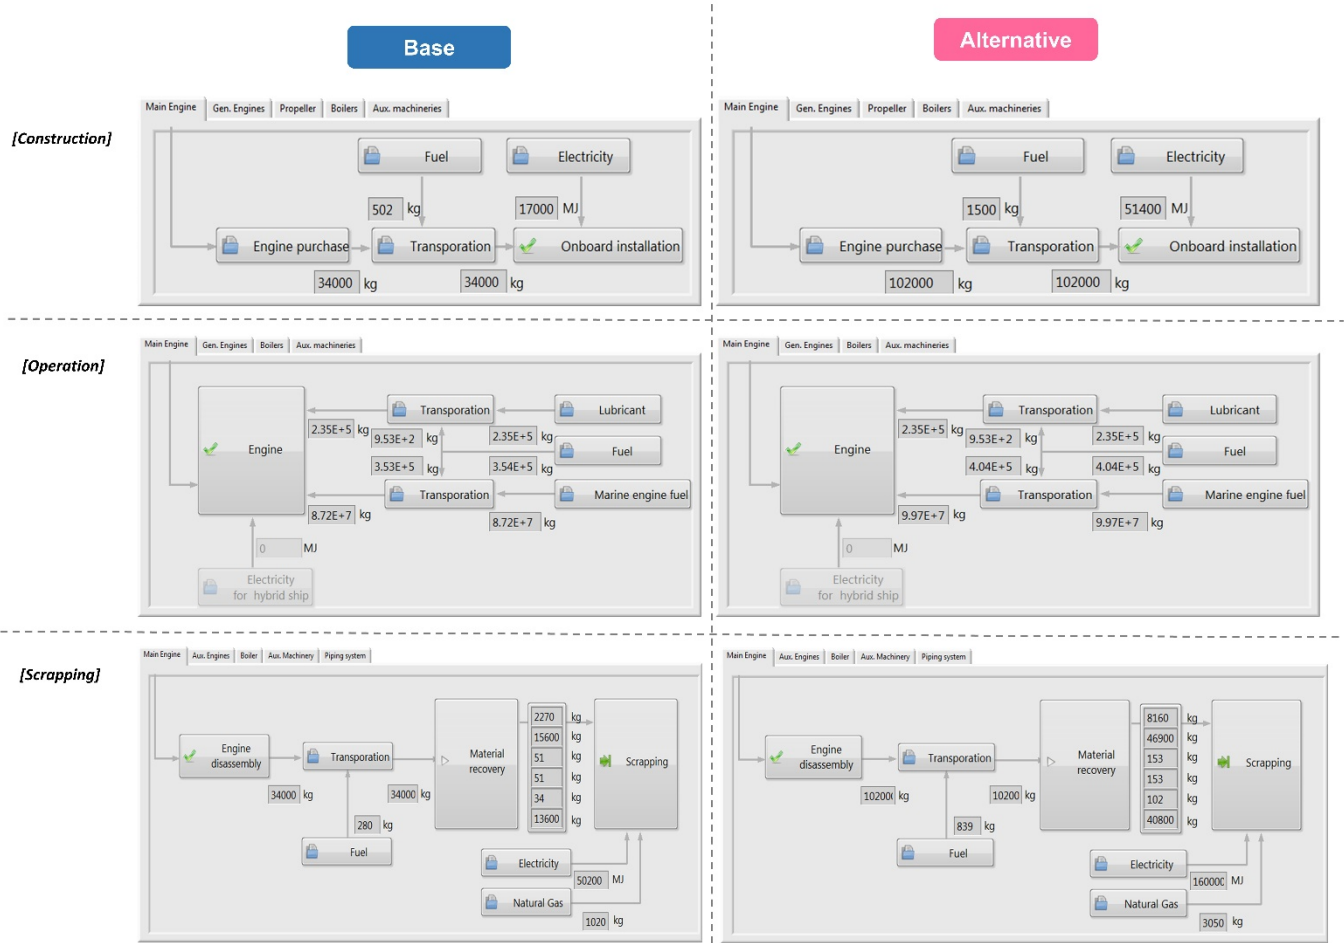 Base
Alternative
[Construction]
Main Engine Gen. Engines Propeller Boilers Aux. machineries
Fuel Electricity
502 kg 17000 MJ
Engine purchase Transporation Onboard installation
34000 kg 34000 kg
Main Engine Gen. Engines Propeller Boilers Aux. machineries
Fuel Electricity
1500 kg 51400 MJ
Engine purchase Transporation Onboard installation
102000 kg 102000 kg
[Operation]
Main Engine Gen. Engines Boilers Aux. machineries
Transporation Lubricant
2.35E+5 kg 9.53E+2 kg 2.35E+5 kg
Engine Fuel
3.53E+5 kg 3.54E+5 kg
Transporation Marine engine fuel
8.72E+7 kg 8.72E+7 kg
0 MJ
Electricity
for hybrid ship
Main Engine Gen. Engines Boilers Aux. machineries
Transporation Lubricant
2.35E+5 kg 9.53E+2 kg 2.35E+5 kg
Engine Fuel
4.04E+5 kg 4.04E+5 kg
Transporation Marine engine fuel
9.97E+7 kg 9.97E+7 kg
0 MJ
Electricity
for hybrid ship
[Scrapping]
Main Engine Aux. Engines Boiler Aux. Machinery Piping system
2270 kg
15600 kg
Engine
disassembly
Transporation
Material
recovery
51 kg
Scrapping
51 kg
34000 kg 34000 kg 34 kg
280 kg 13600 kg
Fuel
Electricity
50200 MJ
Natural Gas
1020 kg
Main Engine Aux. Engines Boiler Aux. Machinery Piping system
8160 kg
46900 kg
Engine
disassembly
Transporation
Material
recovery
153 kg
Scrapping
153 kg
10200 kg 10200 kg 102 kg
839 kg 40800 kg
Fuel
Electricity
16000 MJ
Natural Gas
3050 kg